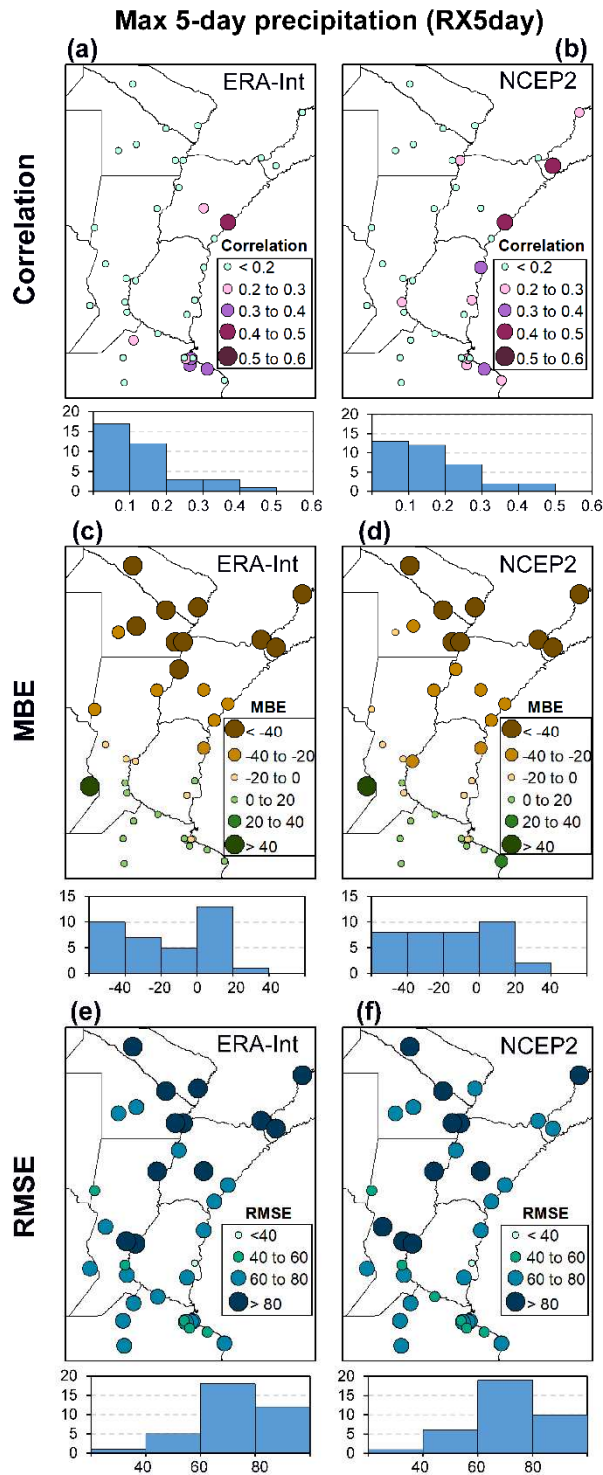 Max 5-day precipitation (RX5day)
(a)
(b)
ERA-Int
NCEP2
Correlation
Correlation
< 0.2
0.2 to 0.3
0.3 to 0.4
0.4 to 0.5
0.5 to 0.6
Correlation
< 0.2
0.2 to 0.3
0.3 to 0.4
0.4 to 0.5
0.5 to 0.6
20
15
10
5
0
0.1 0.2 0.3 0.4 0.5 0.6
20
15
10
5
0
0.1 0.2 0.3 0.4 0.5 0.6
(c)
(d)
ERA-Int
NCEP2
MBE
MBE
< -40
-40 to -20
-20 to 0
0 to 20
20 to 40
> 40
MBE
< -40
-40 to -20
-20 to 0
0 to 20
20 to 40
> 40
15
10
5
0
-40 -20 0 20 40
15
10
5
0
-40 -20 0 20 40
(e)
(f)
ERA-Int
NCEP2
RMSE
RMSE
<40
40 to 60
60 to 80
> 80
RMSE
< 40
40 to 60
60 to 80
> 80
20
15
10
5
0
40 60 80
20
15
10
5
0
40 60 80